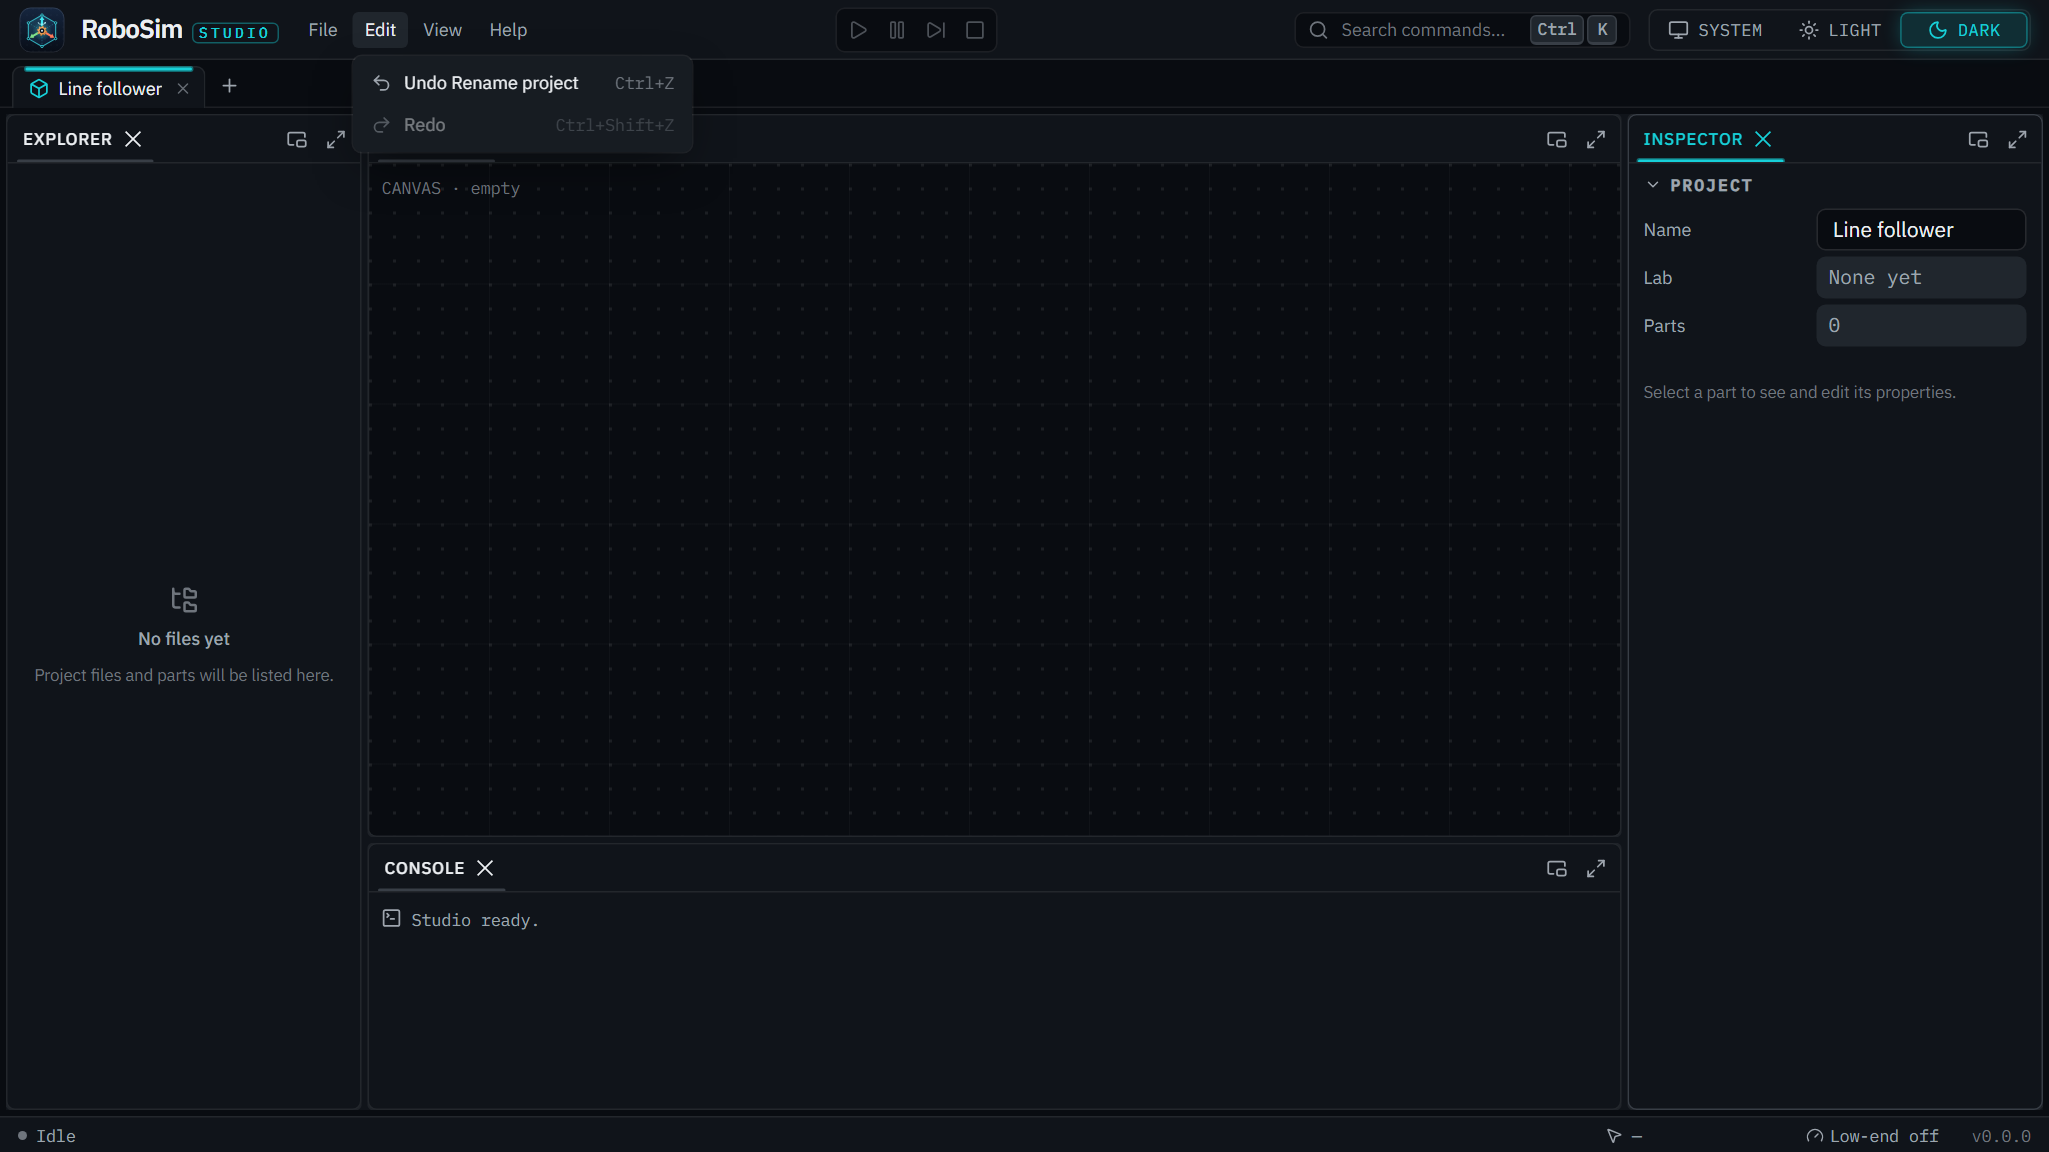 RoboSim STUDIO File Edit View Help Search commands... Ctrl K SYSTEM LIGHT DARK
Line follower
Undo Rename project Ctrl+Z
Redo Ctrl+Shift+Z
EXPLORER
No files yet
Project files and parts will be listed here.
CANVAS · empty
CONSOLE
Studio ready.
INSPECTOR
PROJECT
Name Line follower
Lab None yet
Parts 0
Select a part to see and edit its properties.
Idle – Low-end off v0.0.0